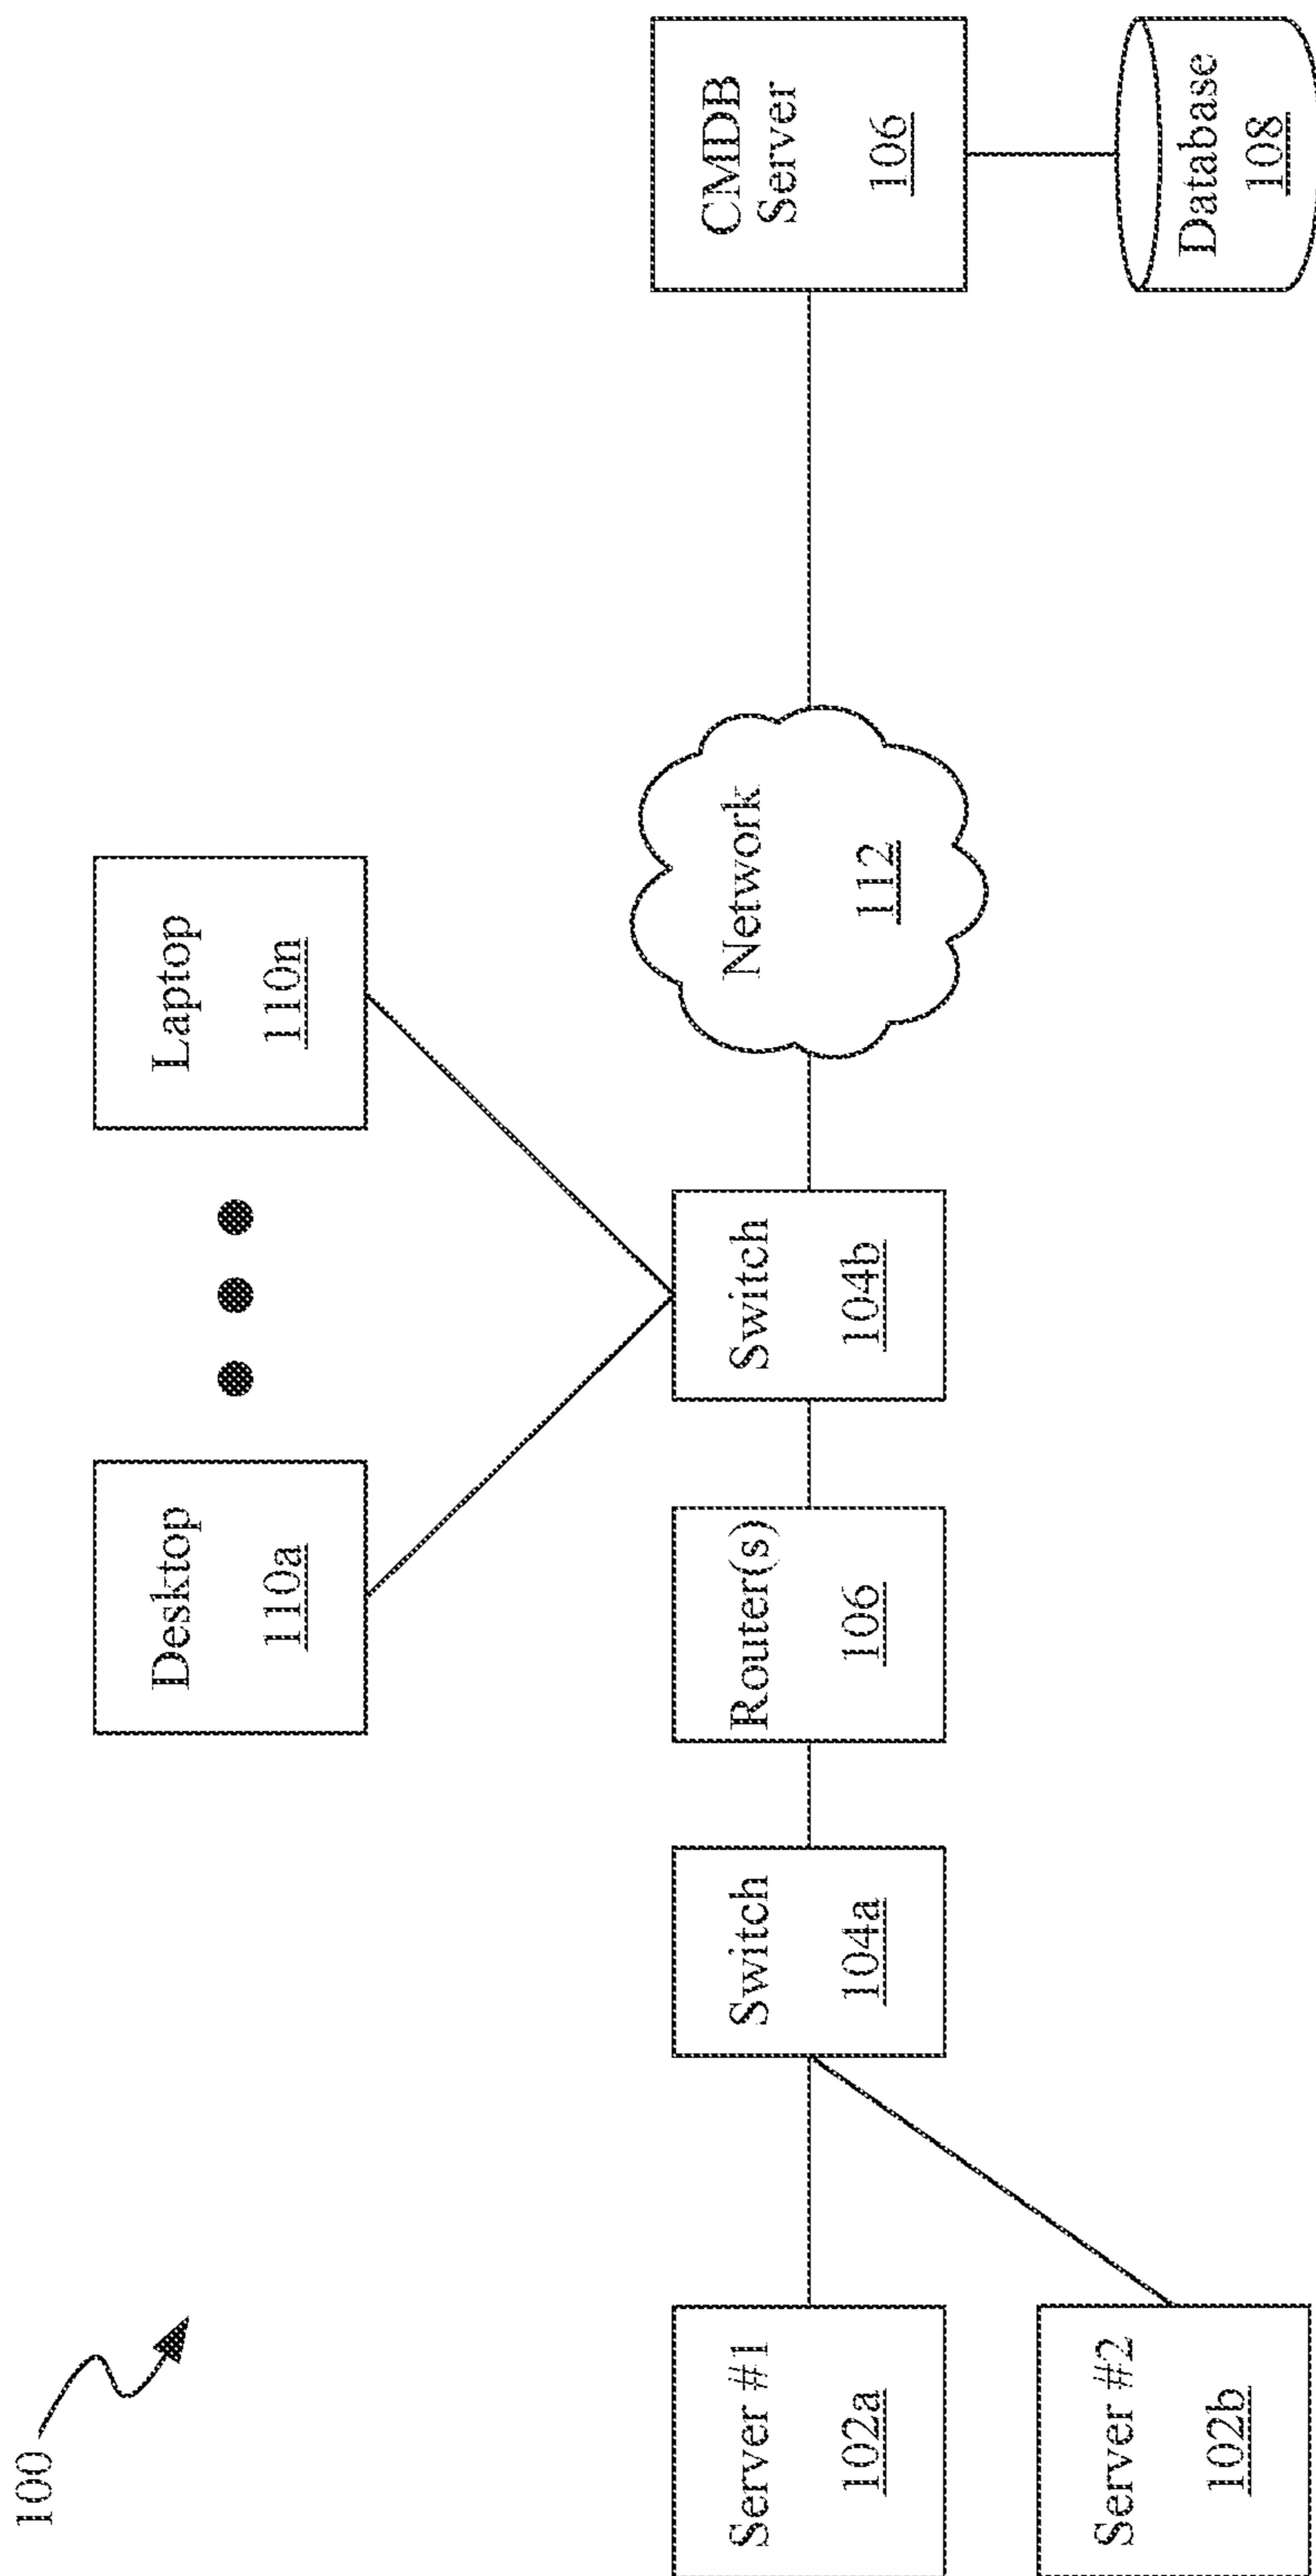 100
Desktop
110a
Laptop
110n
Server #1
102a
Switch
104a
Router(s)
106
Switch
104b
Network
112
CMDB
Server
106
Server #2
102b
Database
108